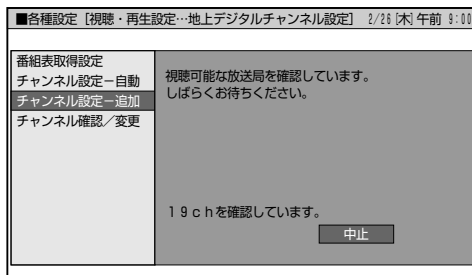 ■各種設定［視聴・再生設定…地上デジタルチャンネル設定］ 2/26[木]午前 9:00
番組表取得設定
チャンネル設定－自動
チャンネル設定－追加
チャンネル確認／変更
視聴可能な放送局を確認しています。
しばらくお待ちください。
１９ｃｈを確認しています。
中止